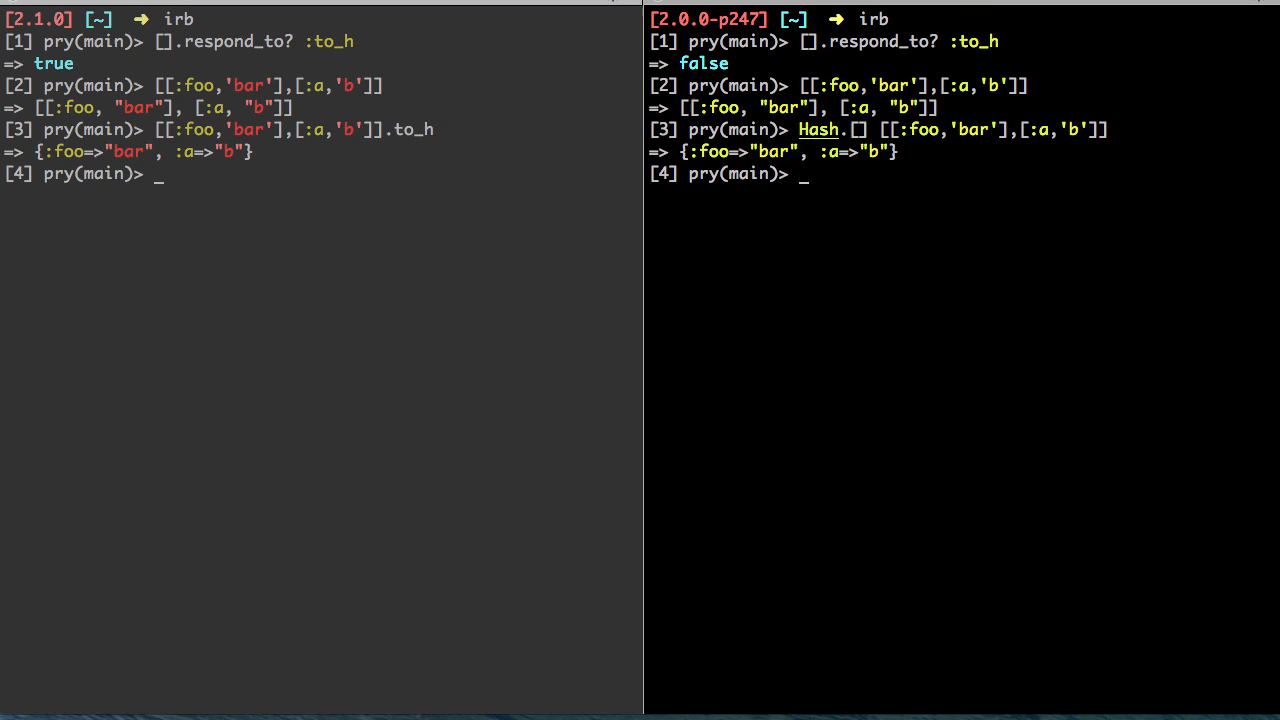 [2.1.0] [~] ➜ irb
[1] pry(main)> [].respond_to? :to_h
=> true
[2] pry(main)> [[:foo,'bar'],[:a,'b']]
=> [[:foo, "bar"], [:a, "b"]]
[3] pry(main)> [[:foo,'bar'],[:a,'b']].to_h
=> {:foo=>"bar", :a=>"b"}
[4] pry(main)> _
[2.0.0-p247] [~] ➜ irb
[1] pry(main)> [].respond_to? :to_h
=> false
[2] pry(main)> [[:foo,'bar'],[:a,'b']]
=> [[:foo, "bar"], [:a, "b"]]
[3] pry(main)> Hash.[] [[:foo,'bar'],[:a,'b']]
=> {:foo=>"bar", :a=>"b"}
[4] pry(main)> _